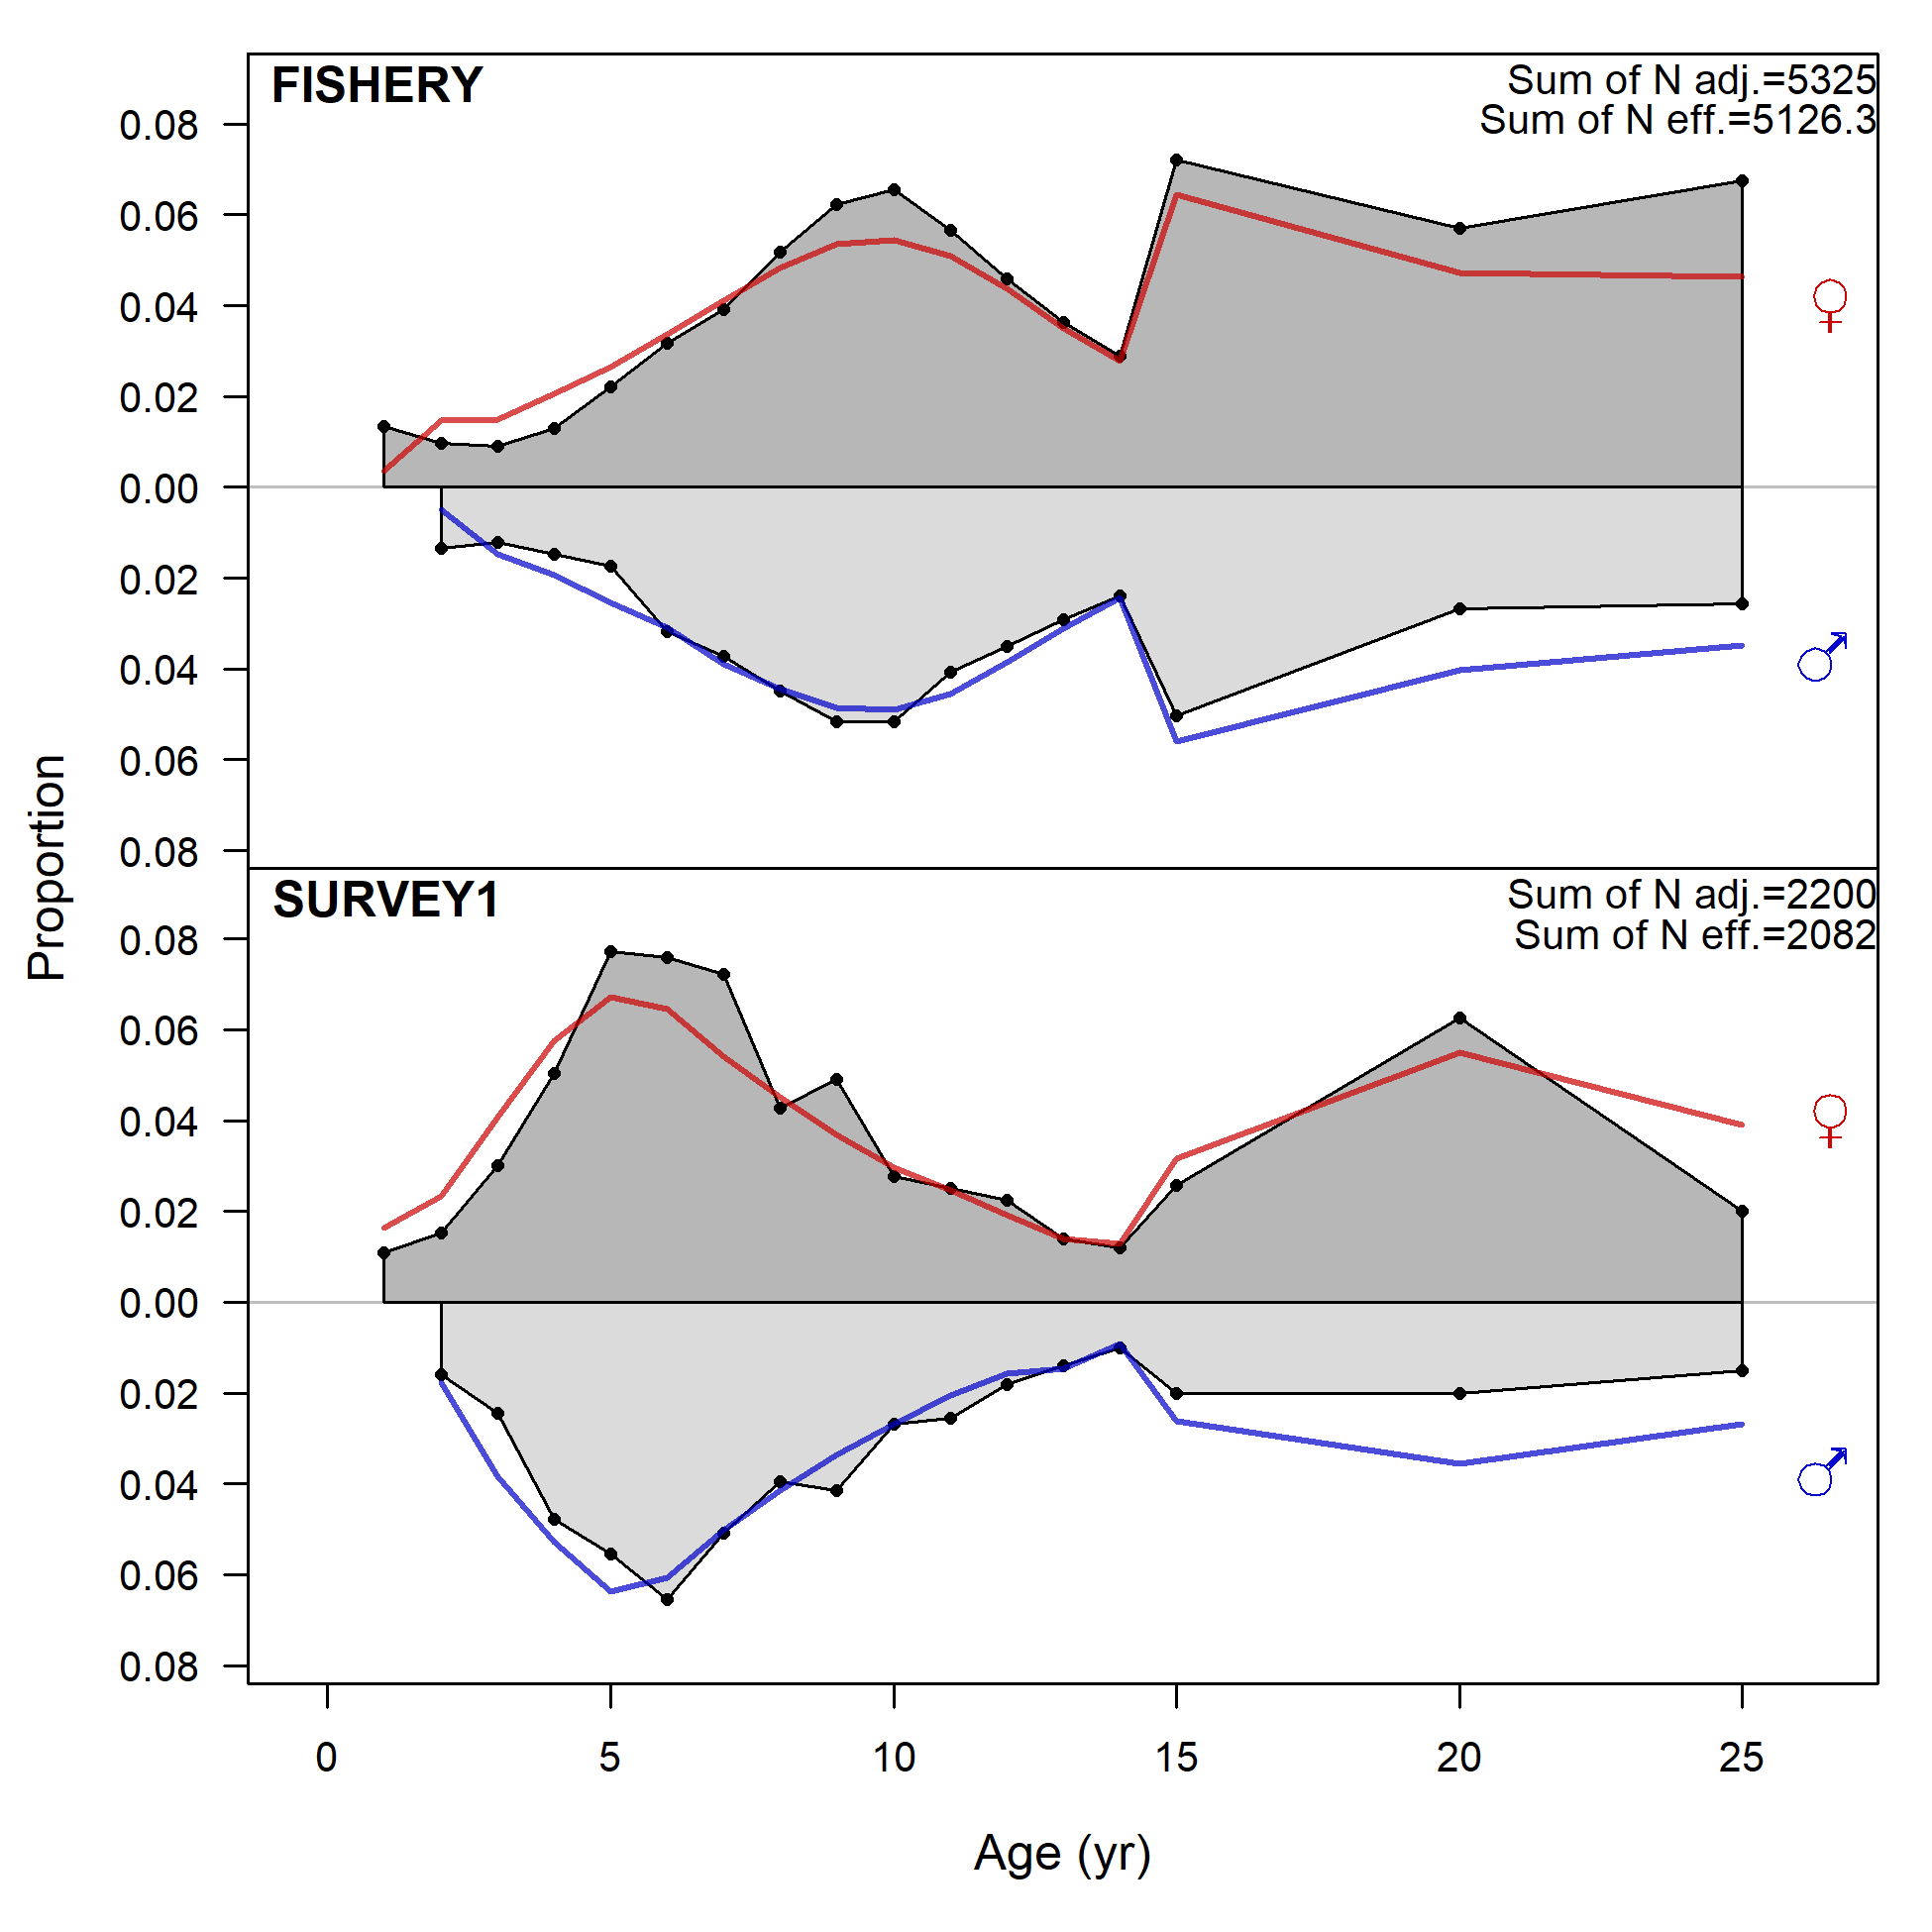 FISHERY
Sum of N adj.=5325
Sum of N eff.=5126.3
0.08
0.06
0.04
0.02
0.00
0.02
0.04
0.06
0.08
♀
♂
Proportion
SURVEY1
Sum of N adj.=2200
Sum of N eff.=2082
0.08
0.06
0.04
0.02
0.00
0.02
0.04
0.06
0.08
♀
♂
0 5 10 15 20 25
Age (yr)